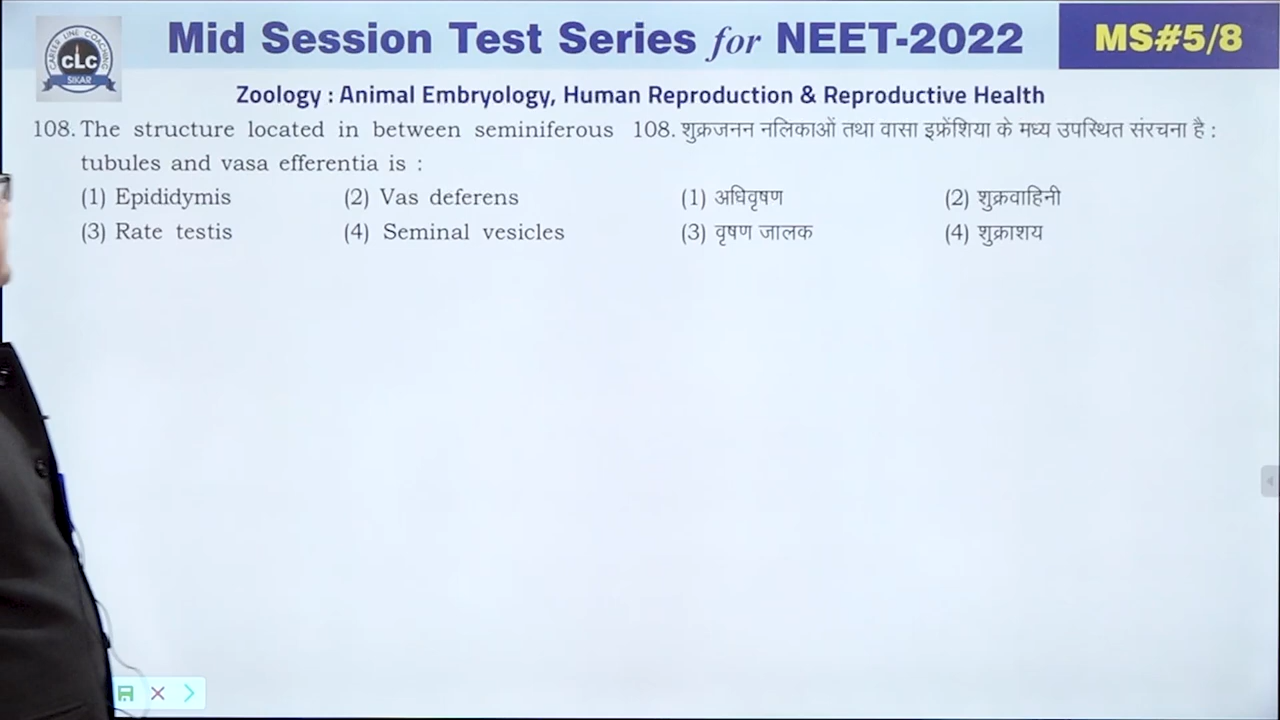 Mid Session Test Series for NEET-2022
MS#5/8
CAREER LINE COACHING
CLC
SIKAR
Zoology : Animal Embryology, Human Reproduction & Reproductive Health
108. The structure located in between seminiferous
tubules and vasa efferentia is :
(1) Epididymis (2) Vas deferens
(3) Rate testis (4) Seminal vesicles
108. शुक्रजनन नलिकाओं तथा वासा इफ्रेंशिया के मध्य उपस्थित संरचना है :
(1) अधिवृषण (2) शुक्रवाहिनी
(3) वृषण जालक (4) शुक्राशय